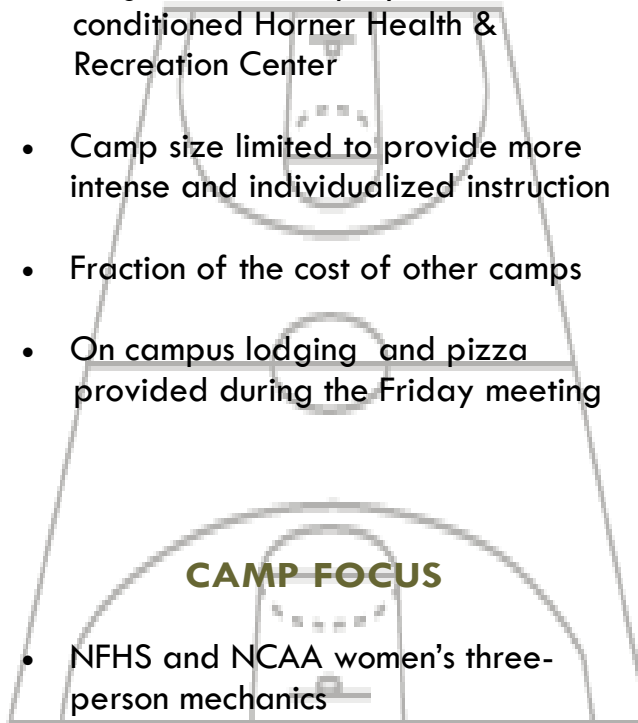 conditioned Horner Health &
Recreation Center
• Camp size limited to provide more
intense and individualized instruction
• Fraction of the cost of other camps
• On campus lodging and pizza
provided during the Friday meeting
CAMP FOCUS
• NFHS and NCAA women's three-
person mechanics